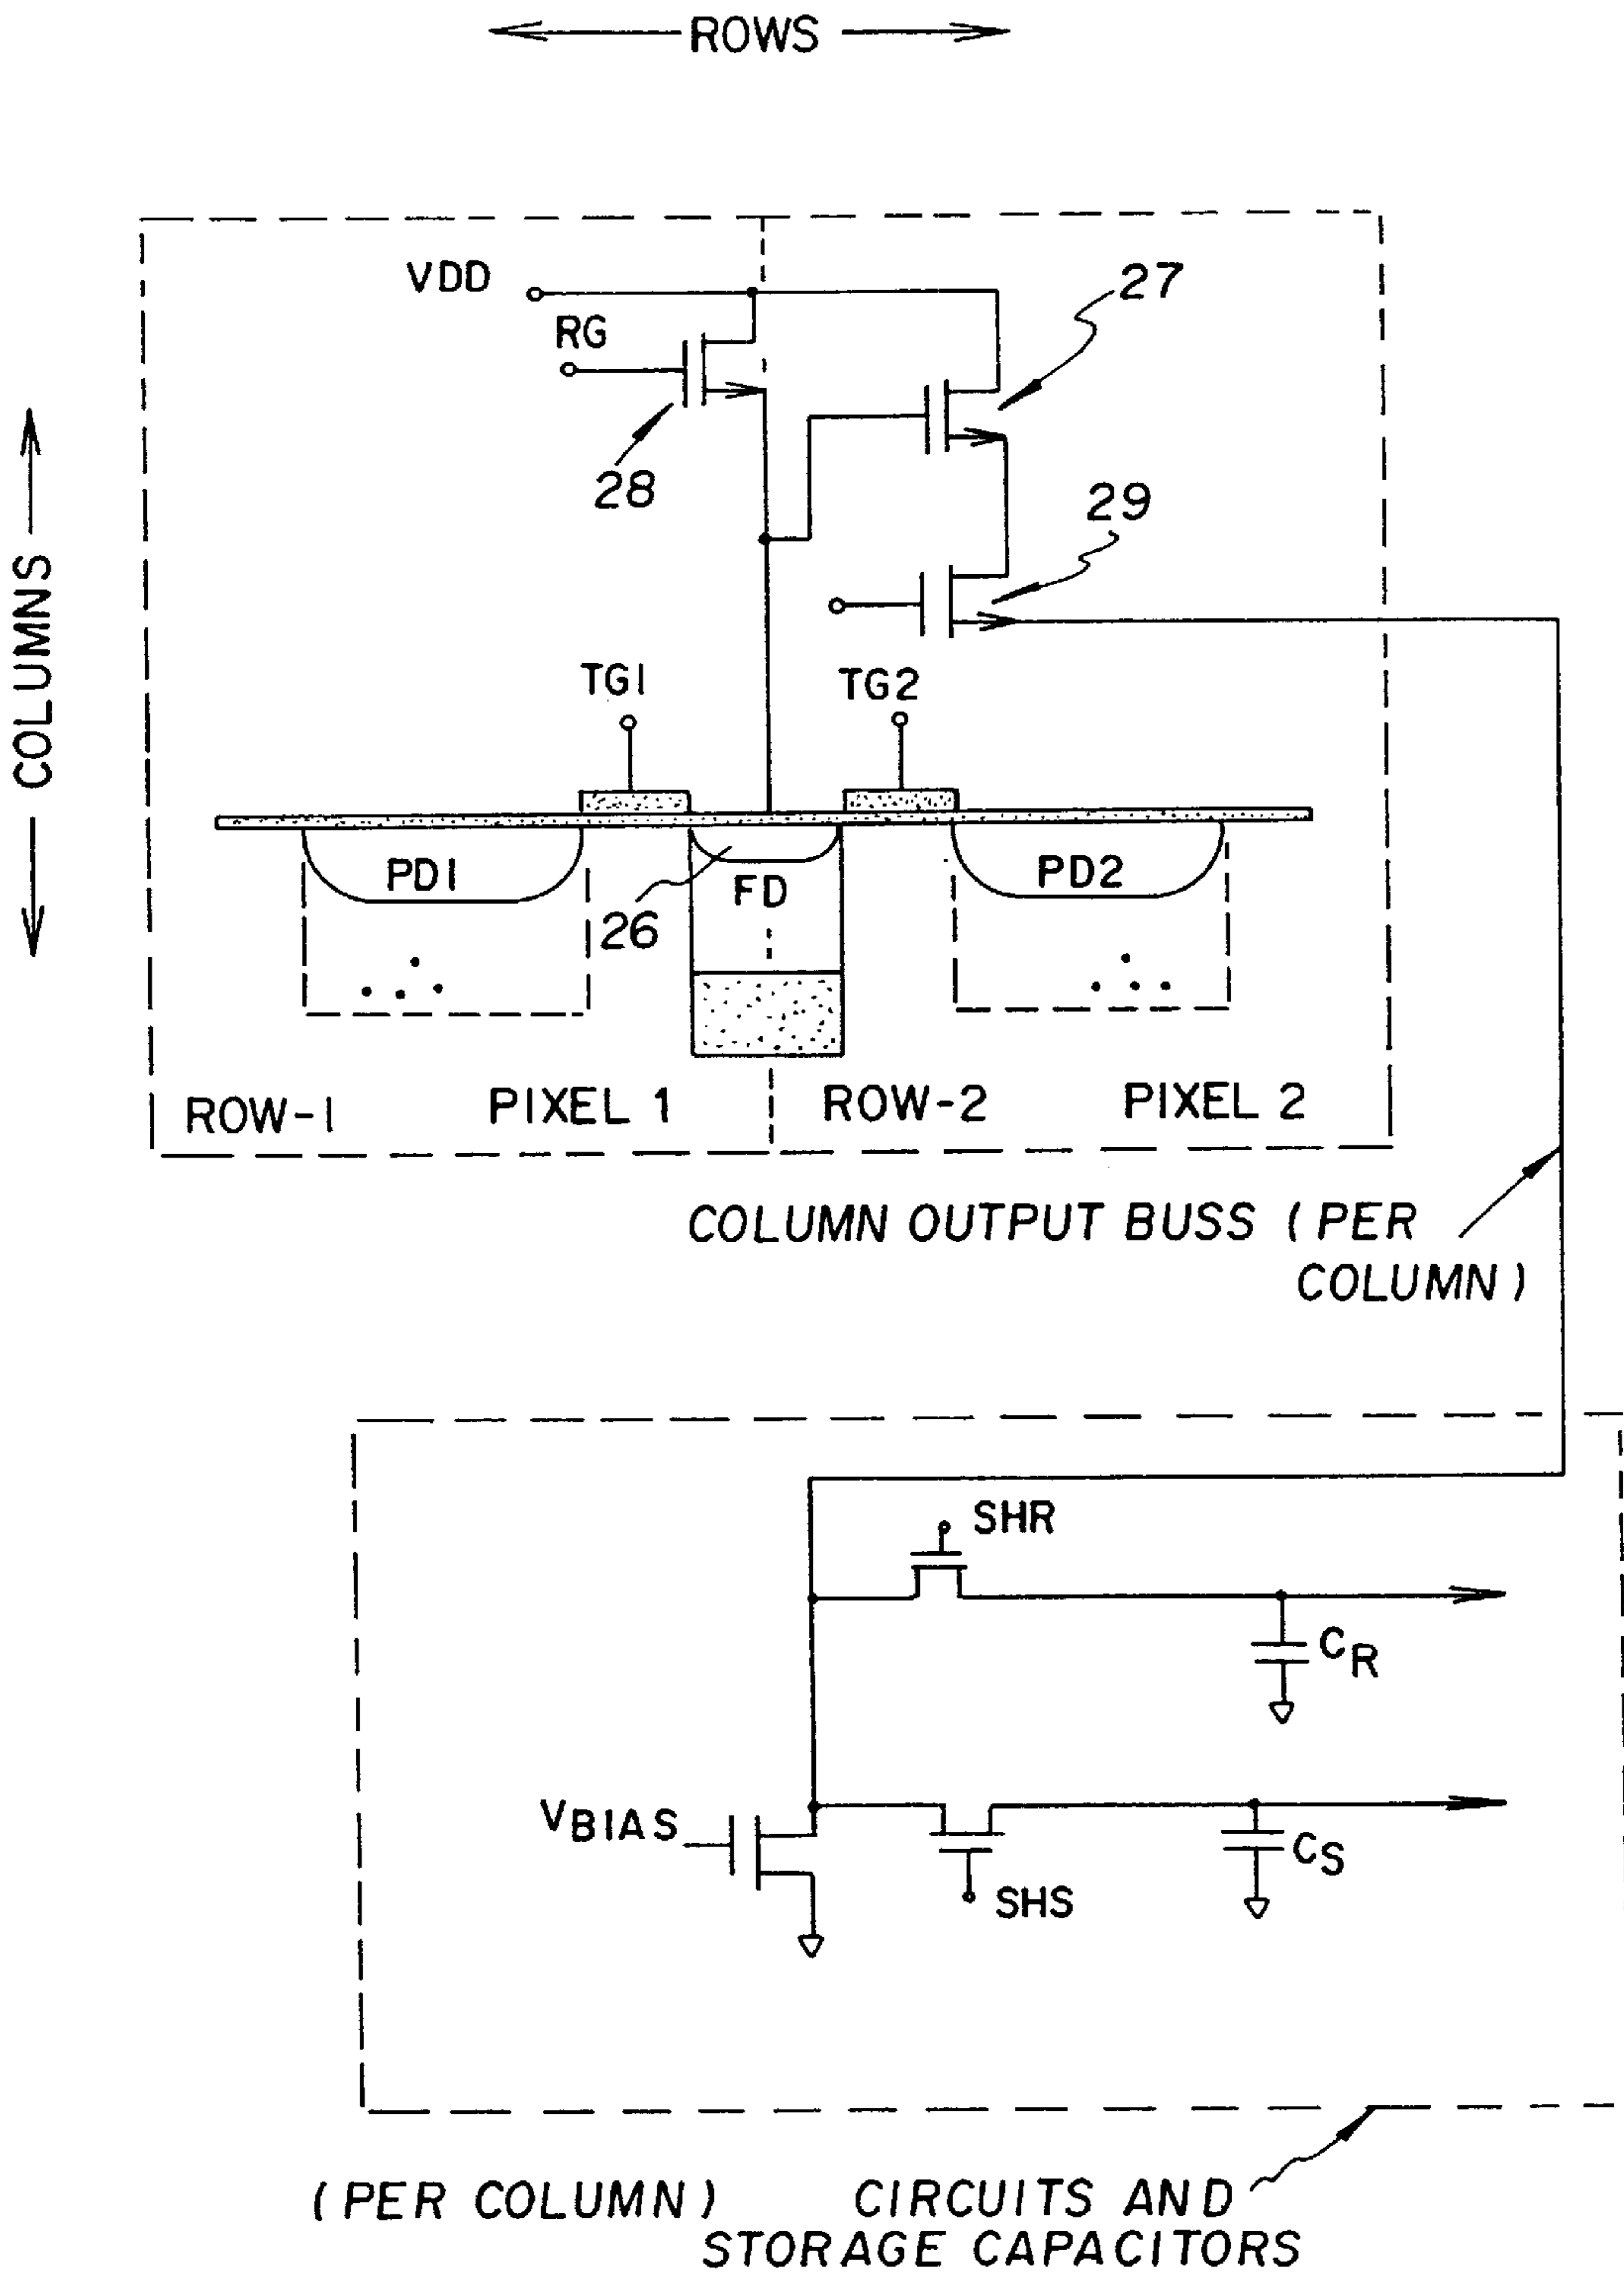 ROWS
COLUMNS
VDD
RG
27
28
29
TG1
TG2
PD1
26
FD
PD2
ROW-1
PIXEL 1
ROW-2
PIXEL 2
COLUMN OUTPUT BUSS (PER
COLUMN)
SHR
CR
VBIAS
CS
SHS
(PER COLUMN)
CIRCUITS AND
STORAGE CAPACITORS